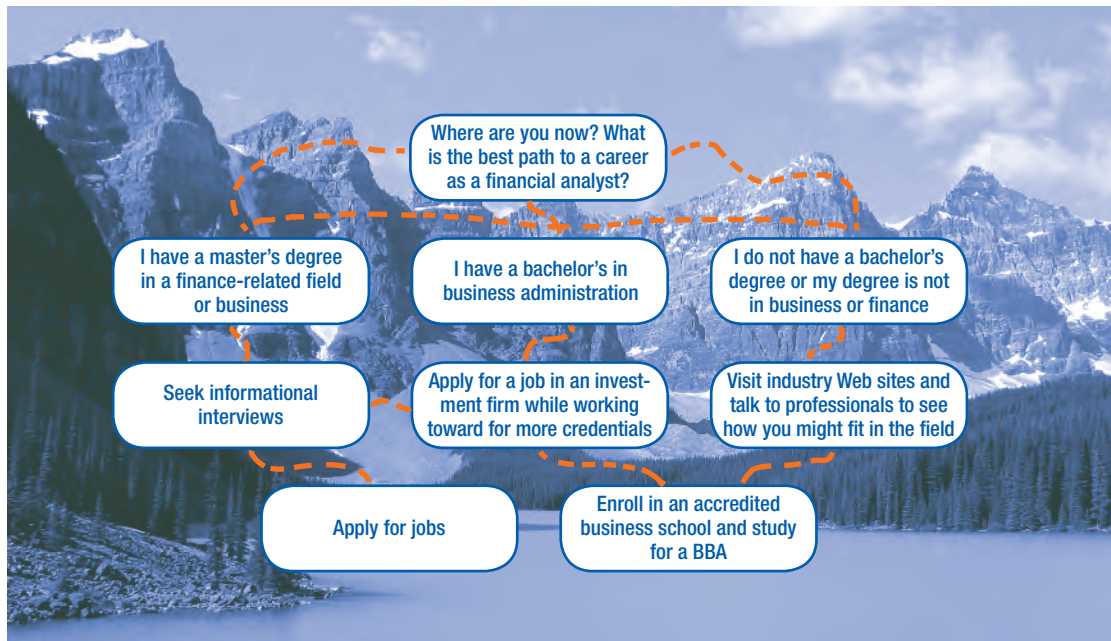 Where are you now? What
is the best path to a career
as a financial analyst?
I have a master's degree
in a finance-related field
or business
I have a bachelor's in
business administration
I do not have a bachelor's
degree or my degree is not
in business or finance
Seek informational
interviews
Apply for a job in an invest-
ment firm while working
toward for more credentials
Visit industry Web sites and
talk to professionals to see
how you might fit in the field
Apply for jobs
Enroll in an accredited
business school and study
for a BBA